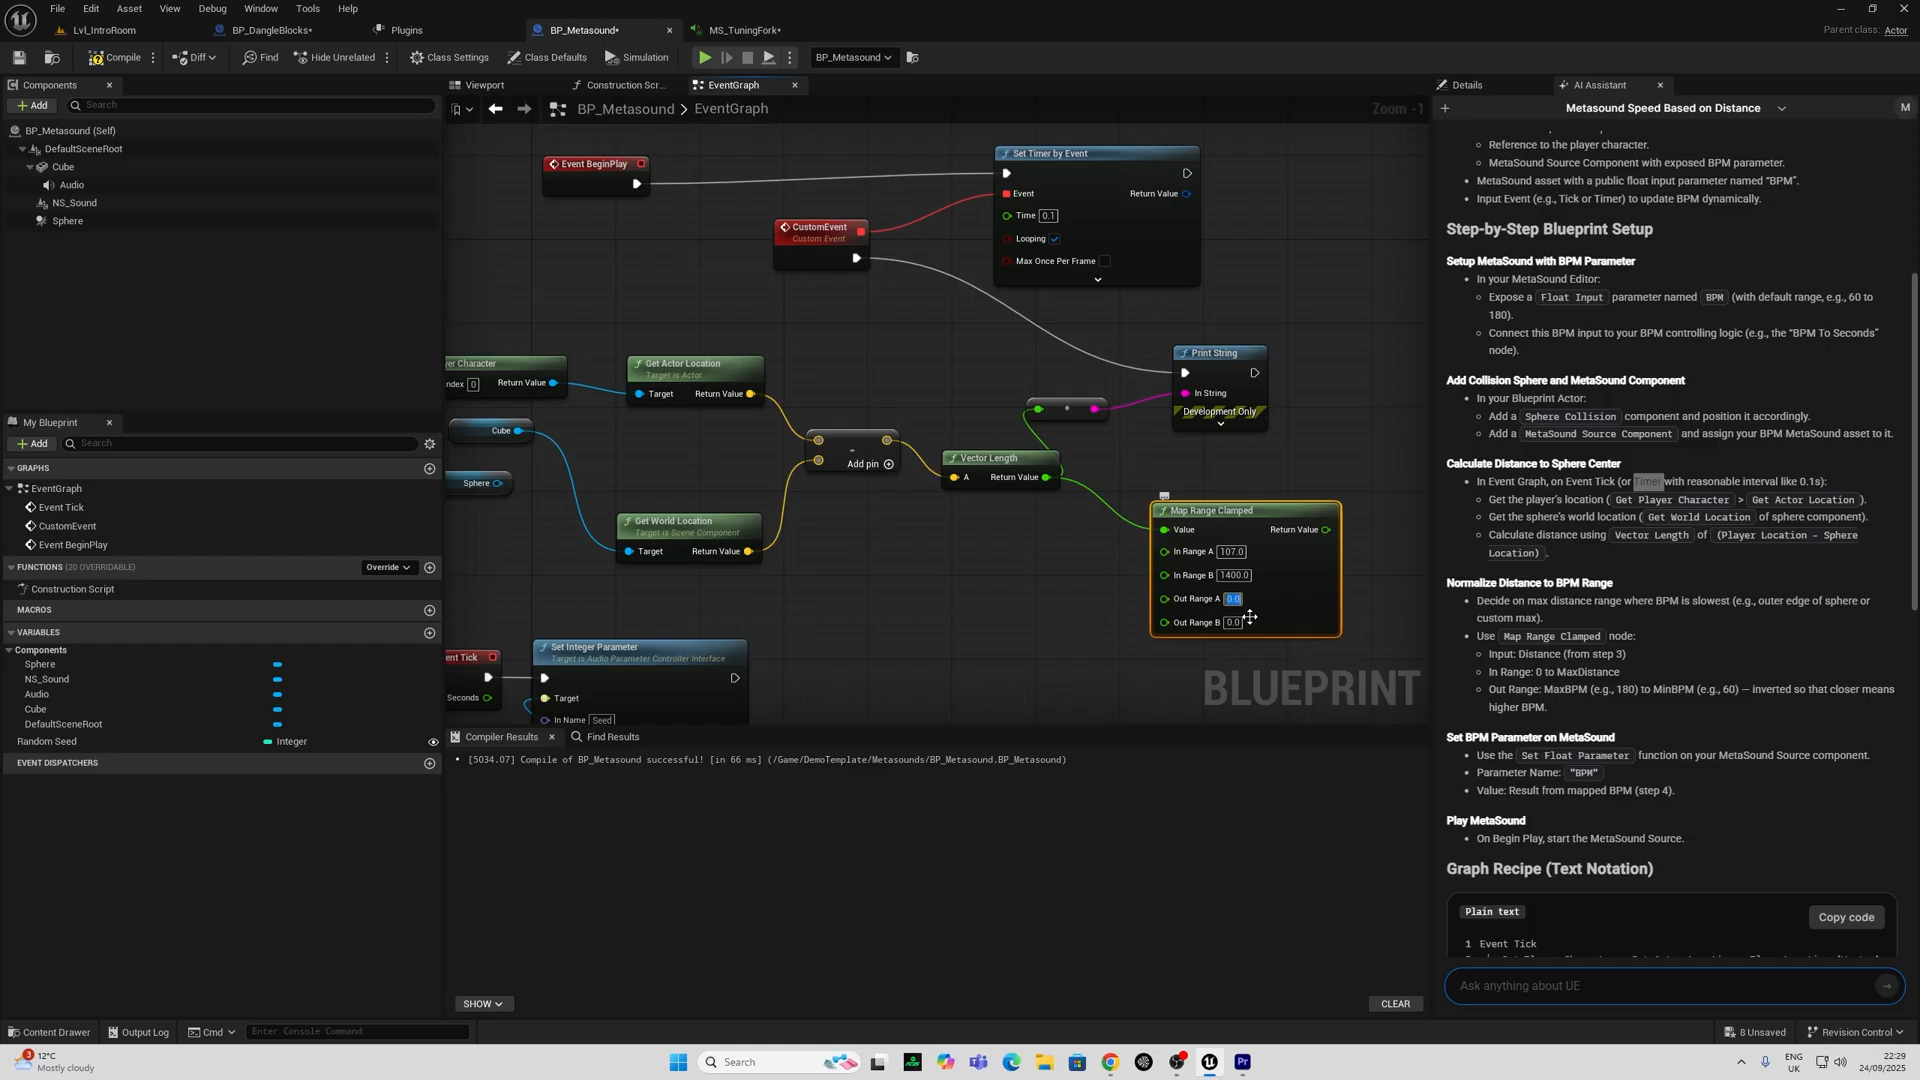 File Edit Asset View Debug Window Tools Help
Lvl_IntroRoom BP_DangleBlocks* Plugins BP_Metasound* MS_TuningFork*
Parent class: Actor
Compile Diff Find Hide Unrelated Class Settings Class Defaults Simulation BP_Metasound
Components
Add Search
BP_Metasound (Self)
DefaultSceneRoot
Cube
Audio
NS_Sound
Sphere
My Blueprint
Add Search
GRAPHS
EventGraph
Event Tick
CustomEvent
Event BeginPlay
FUNCTIONS (20 OVERRIDABLE) Override
Construction Script
MACROS
VARIABLES
Components
Sphere
NS_Sound
Audio
Cube
DefaultSceneRoot
Random Seed Integer
EVENT DISPATCHERS
Viewport Construction Scr... EventGraph
BP_Metasound > EventGraph Zoom -1
Event BeginPlay
Set Timer by Event
Event Return Value
Time 0.1
Looping
Max Once Per Frame
CustomEvent
Custom Event
Print String
In String
Development Only
yer Character
ndex 0 Return Value
Get Actor Location
Target is Actor
Target Return Value
Cube
Sphere
Add pin
Vector Length
A Return Value
Get World Location
Target is Scene Component
Target Return Value
Map Range Clamped
Value Return Value
In Range A 107.0
In Range B 1400.0
Out Range A 0.0
Out Range B 0.0
ent Tick
Seconds
Set Integer Parameter
Target is Audio Parameter Controller Interface
Target
In Name Seed
BLUEPRINT
Compiler Results Find Results
[5034.07] Compile of BP_Metasound successful! [in 66 ms] (/Game/DemoTemplate/Metasounds/BP_Metasound.BP_Metasound)
SHOW CLEAR
Details AI Assistant
Metasound Speed Based on Distance M
Reference to the player character.
MetaSound Source Component with exposed BPM parameter.
MetaSound asset with a public float input parameter named “BPM”.
Input Event (e.g., Tick or Timer) to update BPM dynamically.
Step-by-Step Blueprint Setup
Setup MetaSound with BPM Parameter
In your MetaSound Editor:
Expose a Float Input parameter named BPM (with default range, e.g., 60 to
180).
Connect this BPM input to your BPM controlling logic (e.g., the “BPM To Seconds”
node).
Add Collision Sphere and MetaSound Component
In your Blueprint Actor:
Add a Sphere Collision component and position it accordingly.
Add a MetaSound Source Component and assign your BPM MetaSound asset to it.
Calculate Distance to Sphere Center
In Event Graph, on Event Tick (or Timer with reasonable interval like 0.1s):
Get the player’s location ( Get Player Character > Get Actor Location ).
Get the sphere’s world location ( Get World Location of sphere component).
Calculate distance using Vector Length of (Player Location - Sphere
Location) .
Normalize Distance to BPM Range
Decide on max distance range where BPM is slowest (e.g., outer edge of sphere or
custom max).
Use Map Range Clamped node:
Input: Distance (from step 3)
In Range: 0 to MaxDistance
Out Range: MaxBPM (e.g., 180) to MinBPM (e.g., 60) — inverted so that closer means
higher BPM.
Set BPM Parameter on MetaSound
Use the Set Float Parameter function on your MetaSound Source component.
Parameter Name: "BPM"
Value: Result from mapped BPM (step 4).
Play MetaSound
On Begin Play, start the MetaSound Source.
Graph Recipe (Text Notation)
Plain text Copy code
1 Event Tick
Ask anything about UE
Content Drawer Output Log Cmd Enter Console Command 8 Unsaved Revision Control
3 12°C
Mostly cloudy
Search
ENG
UK
22:29
24/09/2025